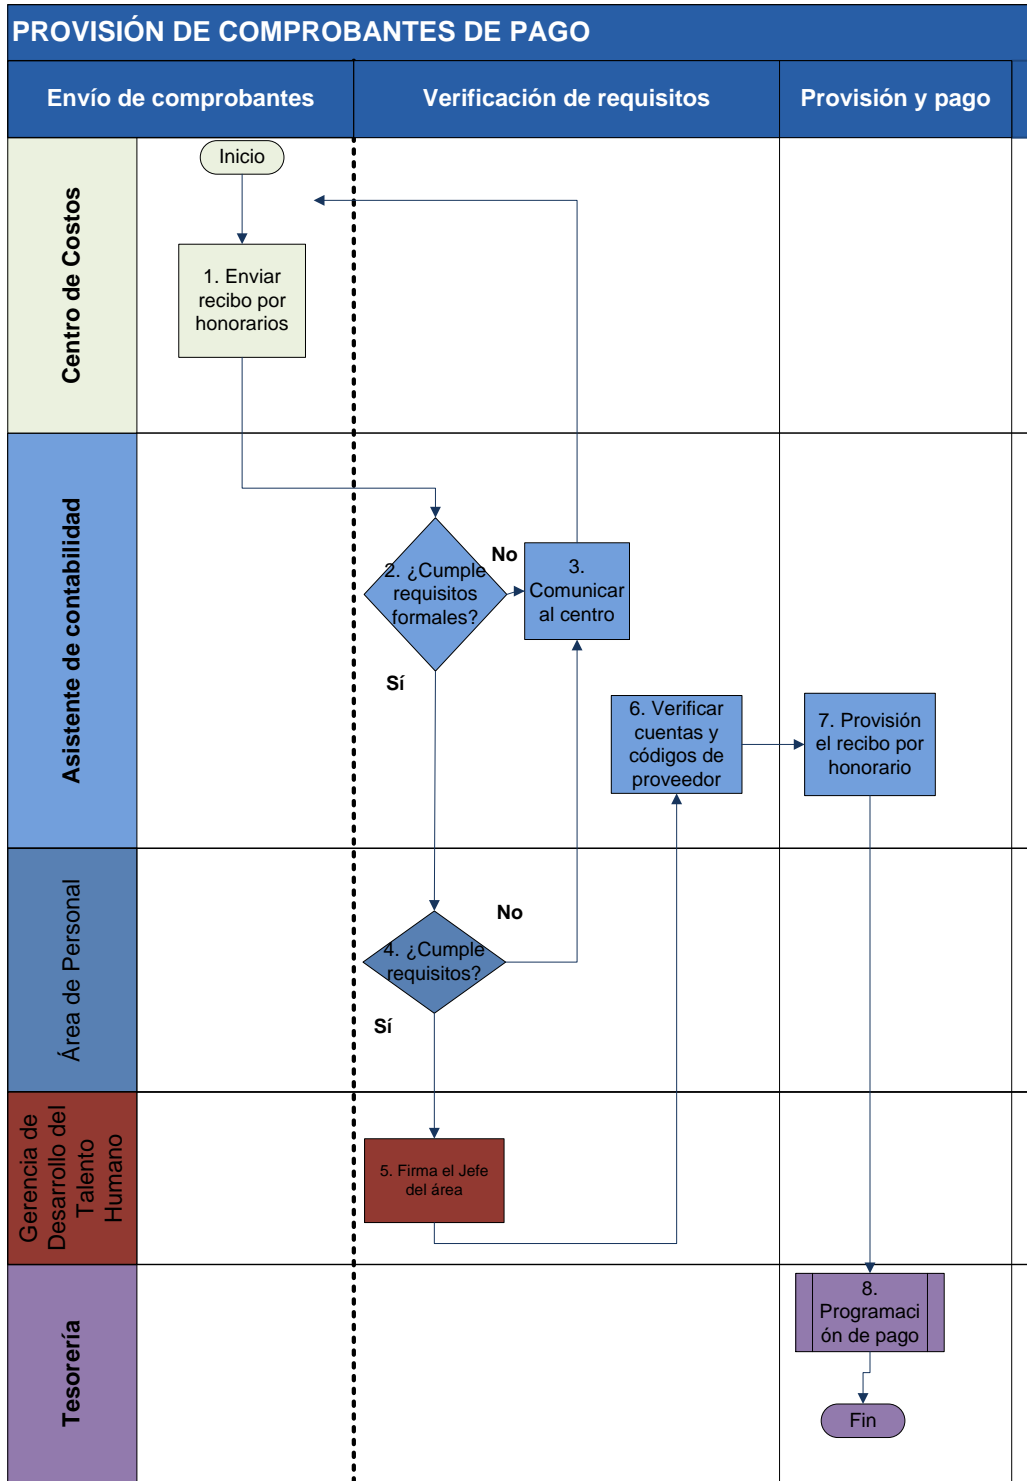 PROVISIÓN DE COMPROBANTES DE PAGO
Envío de comprobantes
Verificación de requisitos
Provisión y pago
Centro de Costos
Inicio
1. Enviar
recibo por
honorarios
Asistente de contabilidad
2. ¿Cumple
requisitos
formales?
No
Sí
3.
Comunicar
al centro
6. Verificar
cuentas y
códigos de
proveedor
7. Provisión
el recibo por
honorario
Área de Personal
4. ¿Cumple
requisitos?
No
Sí
Gerencia de
Desarrollo del
Talento
Humano
5. Firma el Jefe
del área
Tesorería
8.
Programaci
ón de pago
Fin